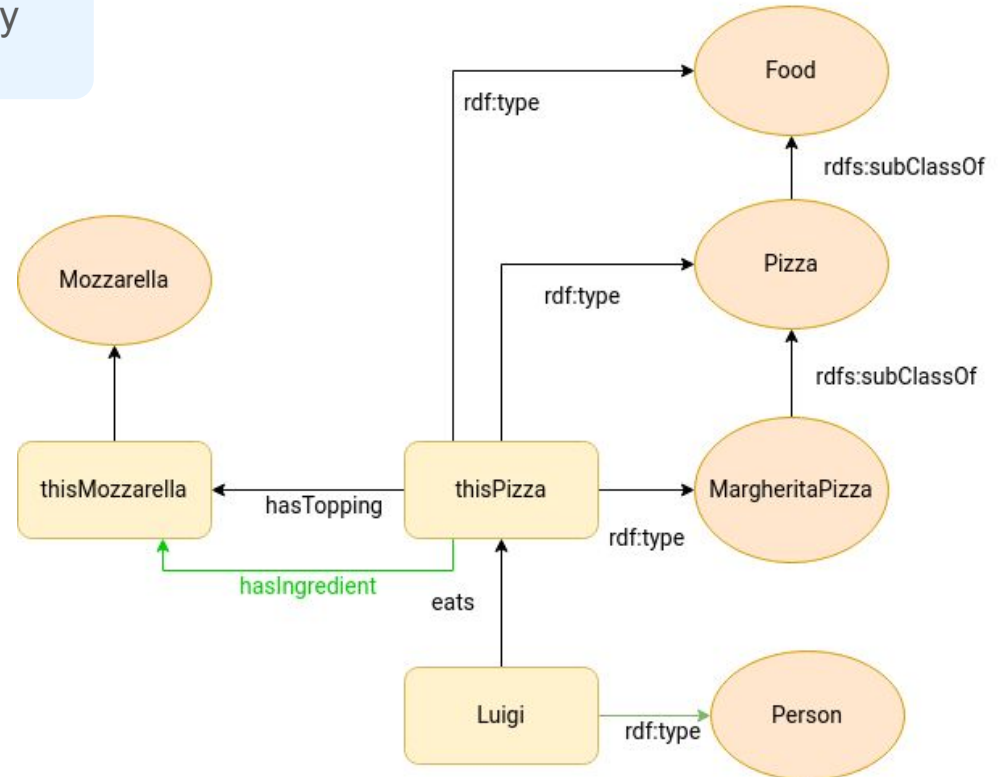 y
Food
rdf:type
rdfs:subClassOf
Pizza
Mozzarella
rdf:type
rdfs:subClassOf
thisMozzarella
thisPizza
MargheritaPizza
hasTopping
rdf:type
hasIngredient
eats
Luigi
Person
rdf:type